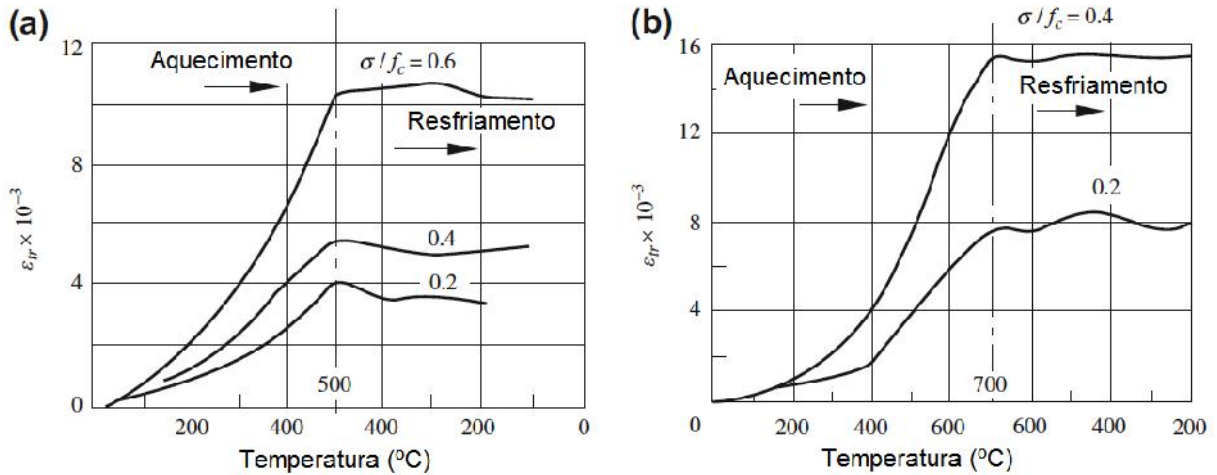 (a)
12
Aquecimento
σ/f_c = 0.6
Resfriamento
8
ε_tr × 10⁻³
0.4
4
0.2
500
0
200
400
400
200
0
Temperatura (ºC)
(b)
σ/f_c = 0.4
16
Aquecimento
Resfriamento
12
0.2
ε_tr × 10⁻³
8
4
700
0
200
400
600
600
400
200
Temperatura (ºC)